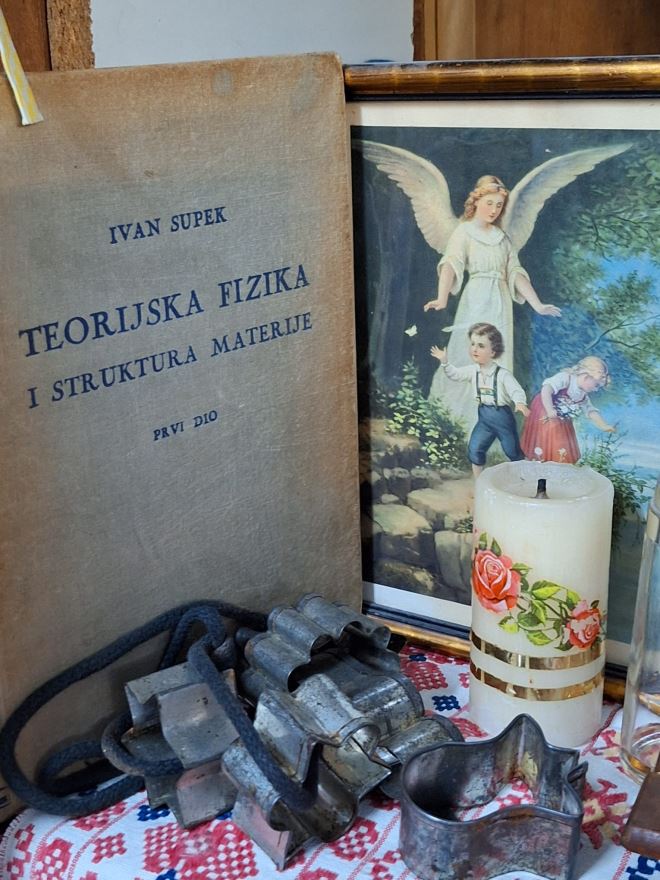 IVAN SUPEK
TEORIJSKA FIZIKA
I STRUKTURA MATERIJE
PRVI DIO